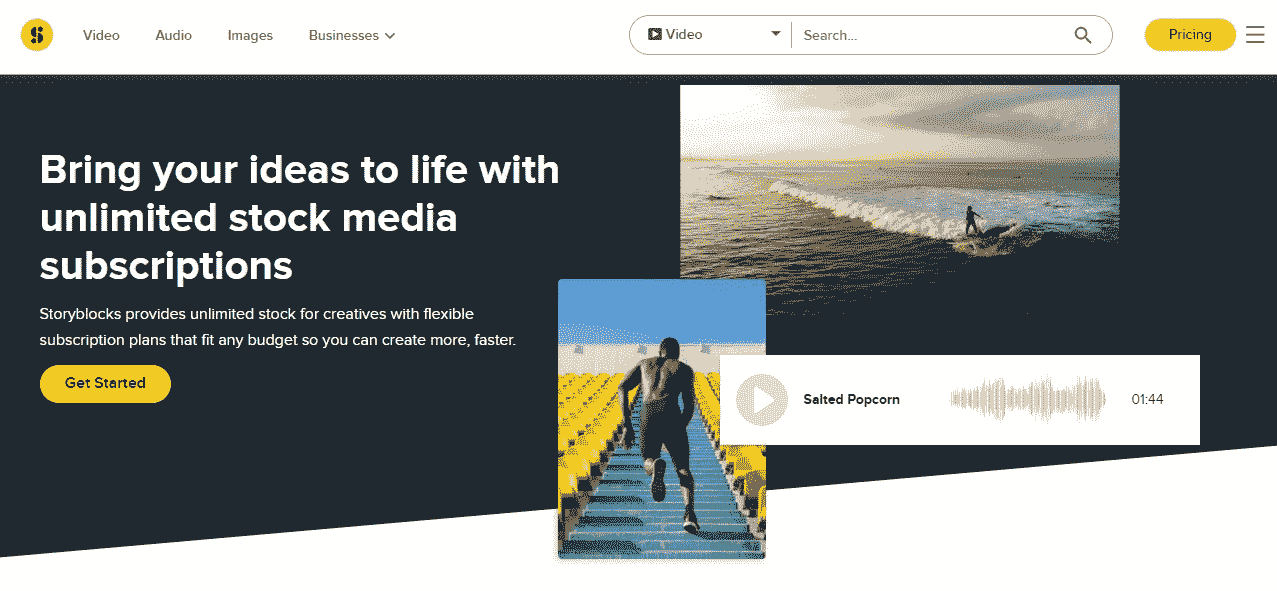 Video
Audio
Images
Businesses
Video
Search...
Pricing
Bring your ideas to life with
unlimited stock media
subscriptions
Storyblocks provides unlimited stock for creatives with flexible
subscription plans that fit any budget so you can create more, faster.
Get Started
Salted Popcorn
01:44